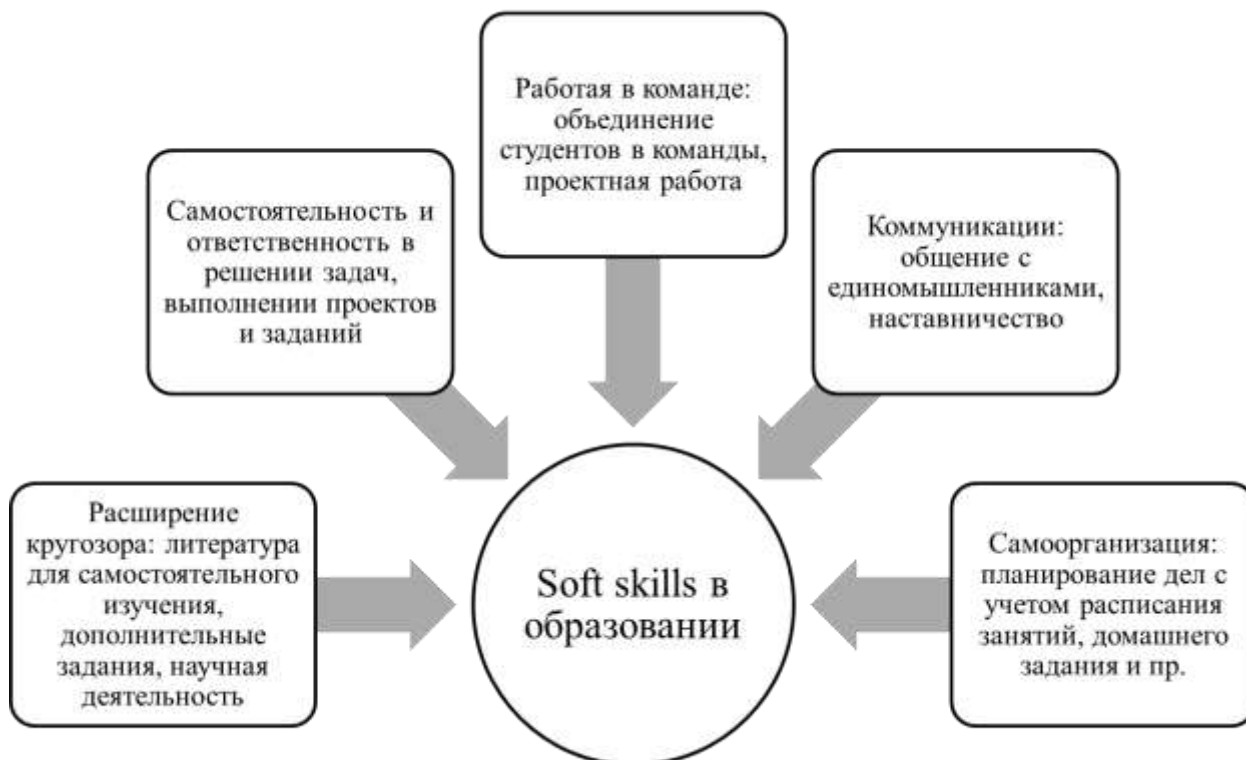 Расширение
кругозора: литература
для самостоятельного
изучения,
дополнительные
задания, научная
деятельность
Самостоятельность и
ответственность в
решении задач,
выполнении проектов
и заданий
Работая в команде:
объединение
студентов в команды,
проектная работа
Коммуникации:
общение с
единомышленниками,
наставничество
Самоорганизация:
планирование дел с
учетом расписания
занятий, домашнего
задания и пр.
Soft skills в
образовании